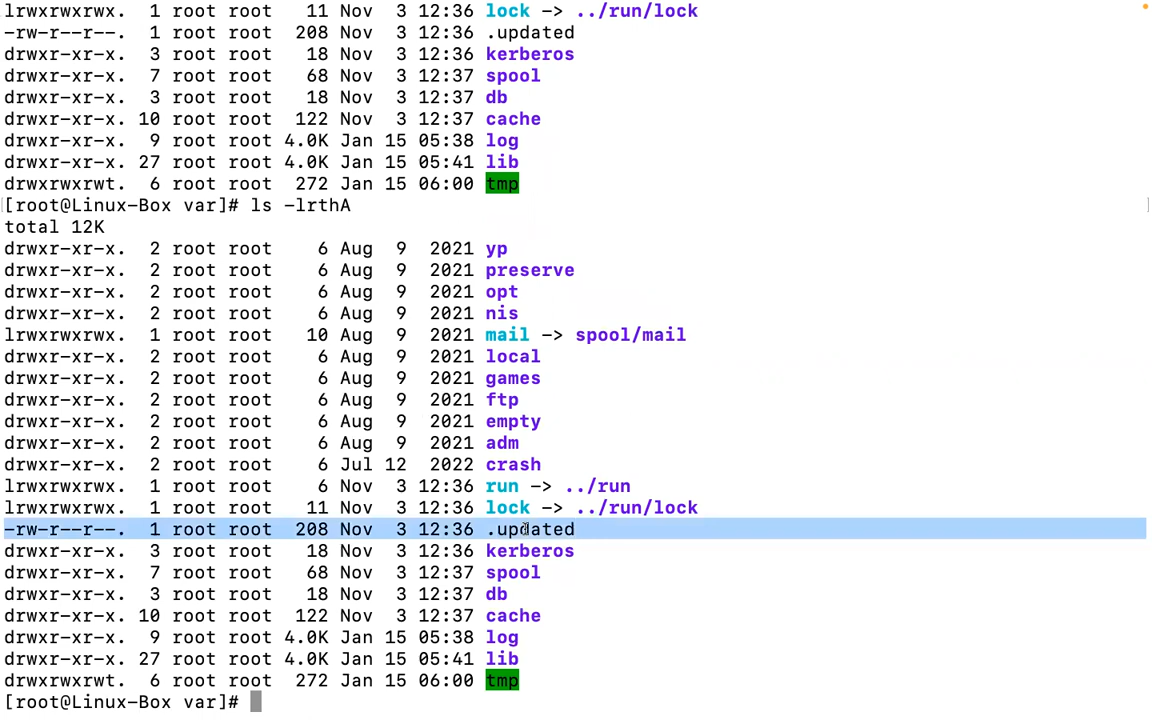 lrwxrwxrwx.  1 root root   11 Nov  3 12:36 lock -> ../run/lock
-rw-r--r--.  1 root root  208 Nov  3 12:36 .updated
drwxr-xr-x.  3 root root   18 Nov  3 12:36 kerberos
drwxr-xr-x.  7 root root   68 Nov  3 12:37 spool
drwxr-xr-x.  3 root root   18 Nov  3 12:37 db
drwxr-xr-x. 10 root root  122 Nov  3 12:37 cache
drwxr-xr-x.  9 root root 4.0K Jan 15 05:38 log
drwxr-xr-x. 27 root root 4.0K Jan 15 05:41 lib
drwxrwxrwt.  6 root root  272 Jan 15 06:00 tmp
[root@Linux-Box var]# ls -lrthA
total 12K
drwxr-xr-x.  2 root root    6 Aug  9  2021 yp
drwxr-xr-x.  2 root root    6 Aug  9  2021 preserve
drwxr-xr-x.  2 root root    6 Aug  9  2021 opt
drwxr-xr-x.  2 root root    6 Aug  9  2021 nis
lrwxrwxrwx.  1 root root   10 Aug  9  2021 mail -> spool/mail
drwxr-xr-x.  2 root root    6 Aug  9  2021 local
drwxr-xr-x.  2 root root    6 Aug  9  2021 games
drwxr-xr-x.  2 root root    6 Aug  9  2021 ftp
drwxr-xr-x.  2 root root    6 Aug  9  2021 empty
drwxr-xr-x.  2 root root    6 Aug  9  2021 adm
drwxr-xr-x.  2 root root    6 Jul 12  2022 crash
lrwxrwxrwx.  1 root root    6 Nov  3 12:36 run -> ../run
lrwxrwxrwx.  1 root root   11 Nov  3 12:36 lock -> ../run/lock
-rw-r--r--.  1 root root  208 Nov  3 12:36 .updated
drwxr-xr-x.  3 root root   18 Nov  3 12:36 kerberos
drwxr-xr-x.  7 root root   68 Nov  3 12:37 spool
drwxr-xr-x.  3 root root   18 Nov  3 12:37 db
drwxr-xr-x. 10 root root  122 Nov  3 12:37 cache
drwxr-xr-x.  9 root root 4.0K Jan 15 05:38 log
drwxr-xr-x. 27 root root 4.0K Jan 15 05:41 lib
drwxrwxrwt.  6 root root  272 Jan 15 06:00 tmp
[root@Linux-Box var]#